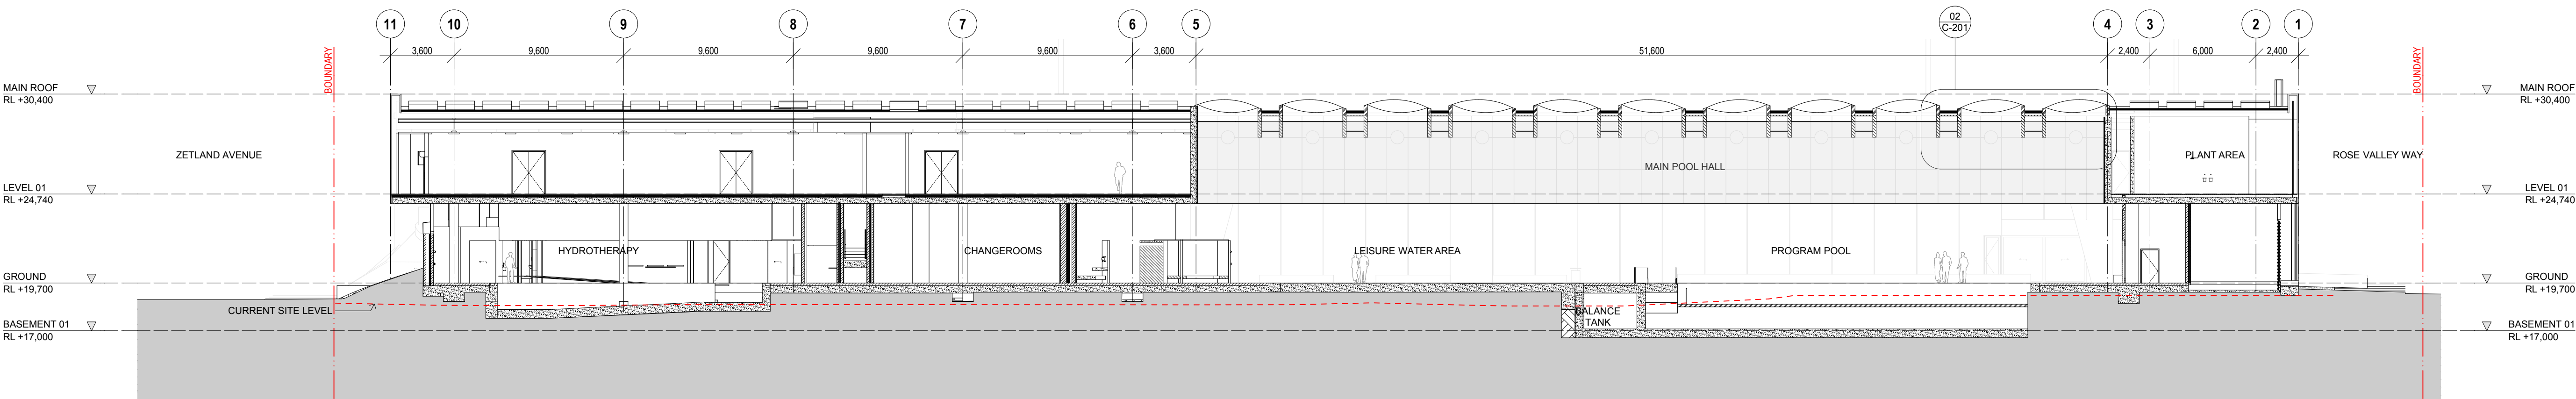 11
10
9
8
7
6
5
02
C-201
4
3
2
1
3,600
9,600
9,600
9,600
9,600
3,600
51,600
2,400
6,000
2,400
BOUNDARY
BOUNDARY
MAIN ROOF
RL +30,400
MAIN ROOF
RL +30,400
ZETLAND AVENUE
MAIN POOL HALL
PLANT AREA
ROSE VALLEY WAY
LEVEL 01
RL +24,740
LEVEL 01
RL +24,740
HYDROTHERAPY
CHANGEROOMS
LEISURE WATER AREA
PROGRAM POOL
GROUND
RL +19,700
GROUND
RL +19,700
CURRENT SITE LEVEL
BALANCE
TANK
BASEMENT 01
RL +17,000
BASEMENT 01
RL +17,000